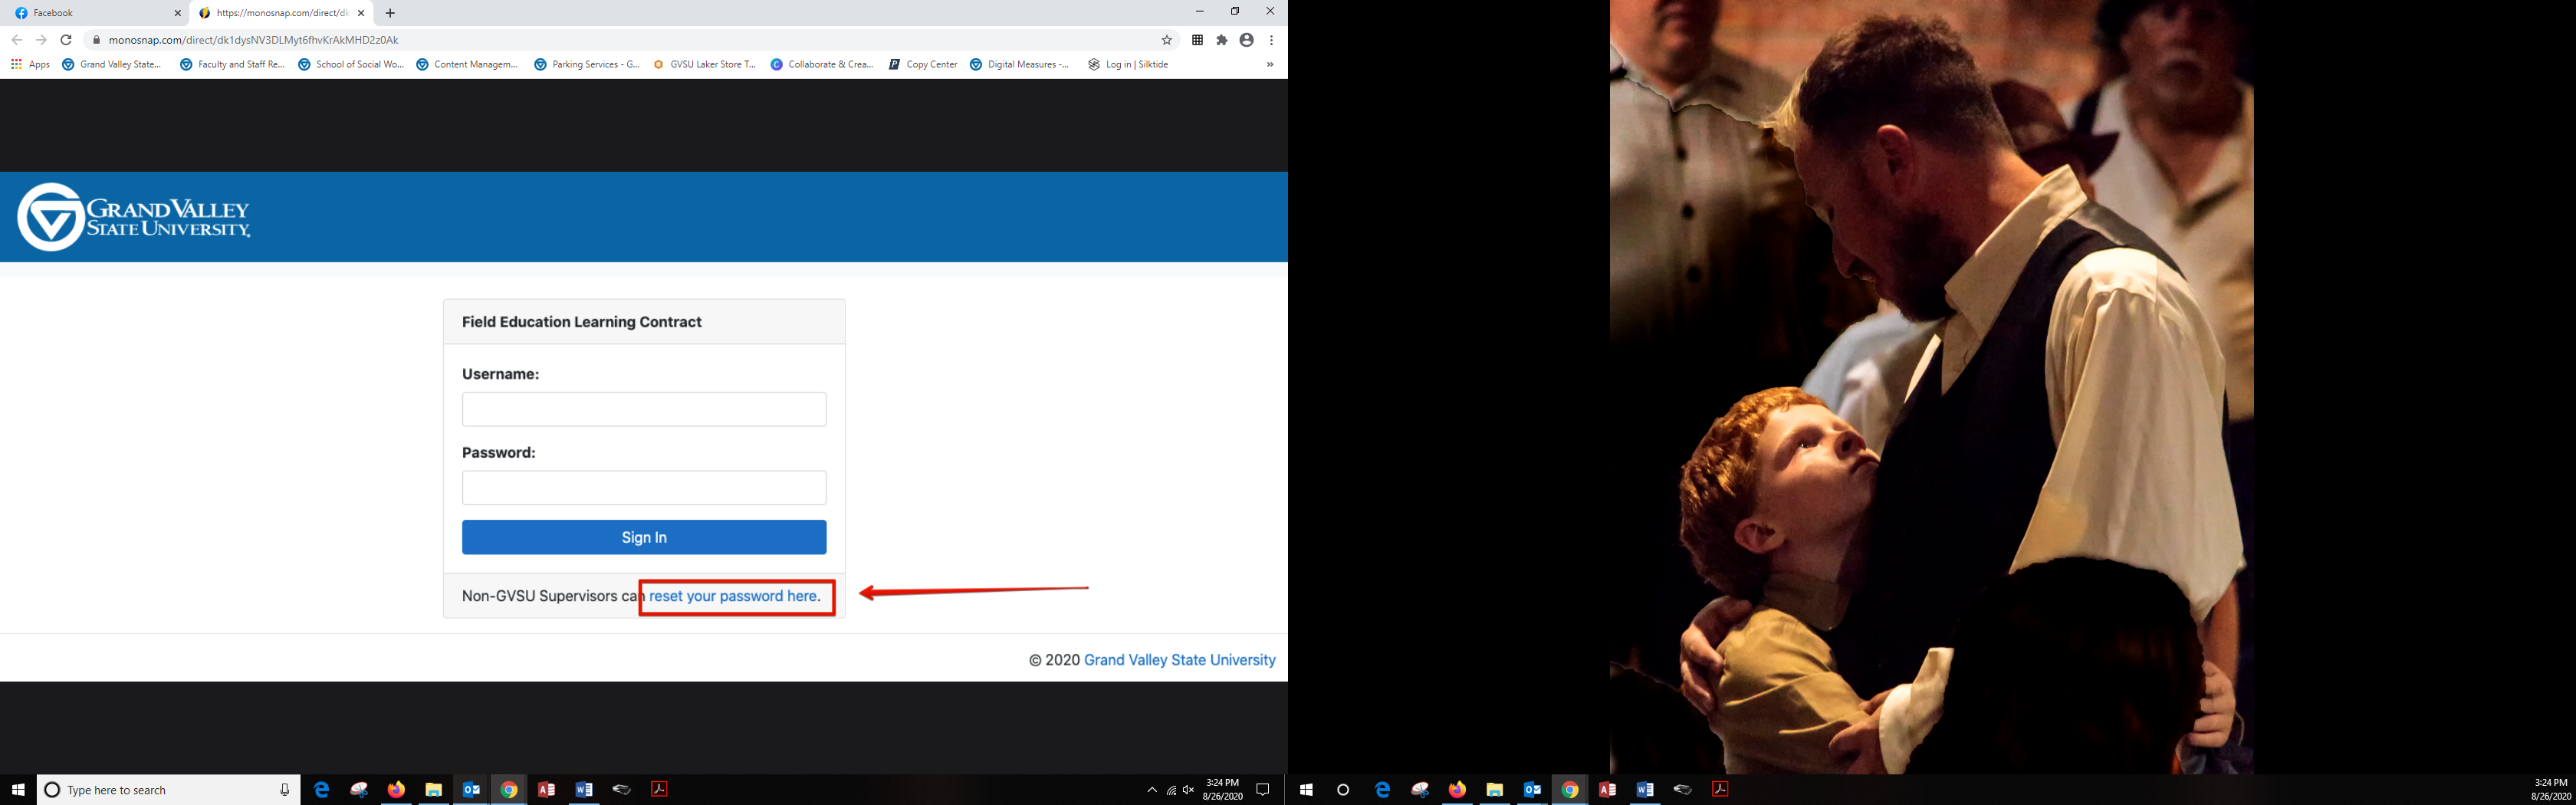 Facebook
https://monosnap.com/direct/dk
monosnap.com/direct/dk1dysNV3DLMyt6fhvKrAkMHD2z0Ak
Apps Grand Valley State... Faculty and Staff Re... School of Social Wo... Content Managem... Parking Services - G... GVSU Laker Store T... Collaborate & Crea... Copy Center Digital Measures -... Log in | Silktide »
GRAND VALLEY
STATE UNIVERSITY.
Field Education Learning Contract
Username:
Password:
Sign In
Non-GVSU Supervisors can reset your password here.
© 2020 Grand Valley State University
Type here to search
3:24 PM
8/26/2020
3:24 PM
8/26/2020